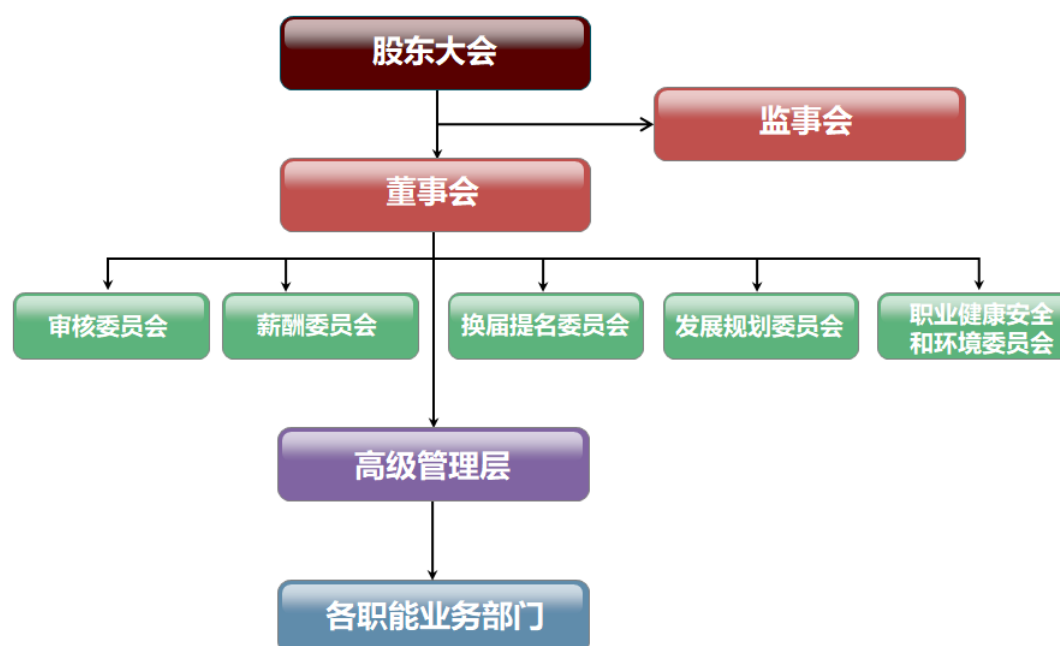 股东大会
监事会
董事会
审核委员会
薪酬委员会
换届提名委员会
发展规划委员会
职业健康安全
和环境委员会
高级管理层
各职能业务部门